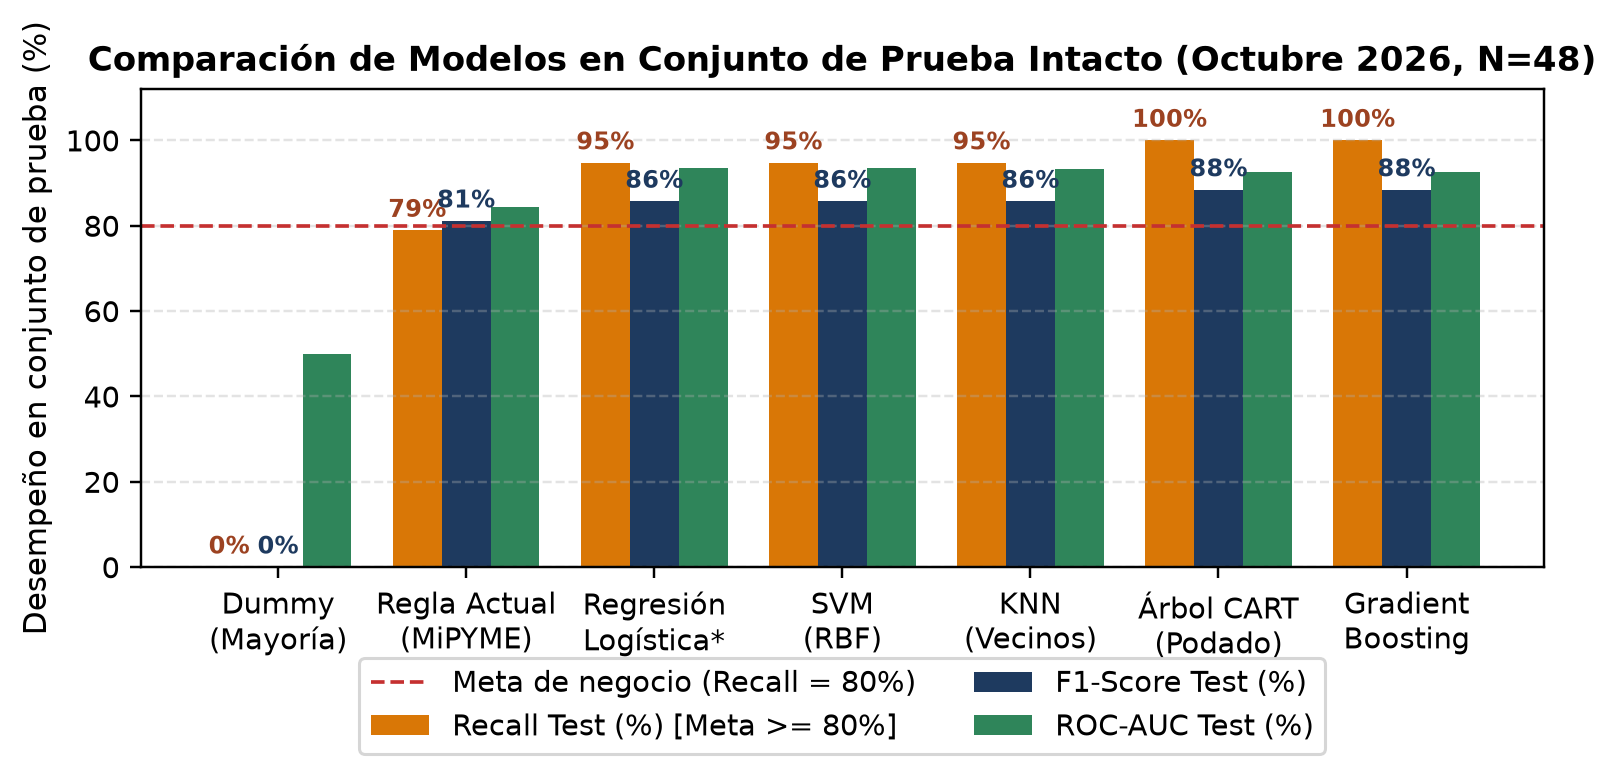 Comparación de Modelos en Conjunto de Prueba Intacto (Octubre 2026, N=48)
Desempeño en conjunto de prueba (%)
100
80
60
40
20
0
0% 0%
79% 81%
95% 86%
95% 86%
95% 86%
100% 88%
100% 88%
Dummy
(Mayoría)
Regla Actual
(MiPYME)
Regresión
Logística*
SVM
(RBF)
KNN
(Vecinos)
Árbol CART
(Podado)
Gradient
Boosting
Meta de negocio (Recall = 80%)
Recall Test (%) [Meta >= 80%]
F1-Score Test (%)
ROC-AUC Test (%)